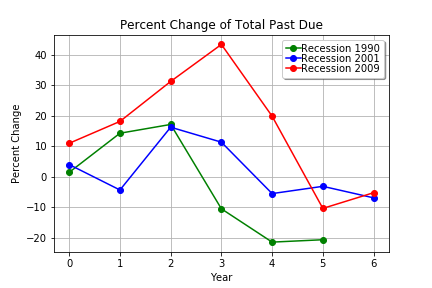 Percent Change of Total Past Due
Recession 1990
Recession 2001
Recession 2009
Percent Change
40
30
20
10
0
−10
−20
0 1 2 3 4 5 6
Year